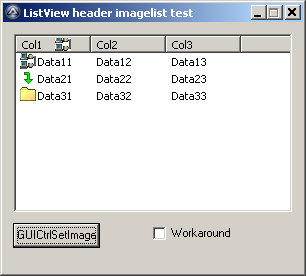 ListView header imagelist test
Col1 Col2 Col3
Data11 Data12 Data13
Data21 Data22 Data23
Data31 Data32 Data33
GUICtrlSetImage Workaround